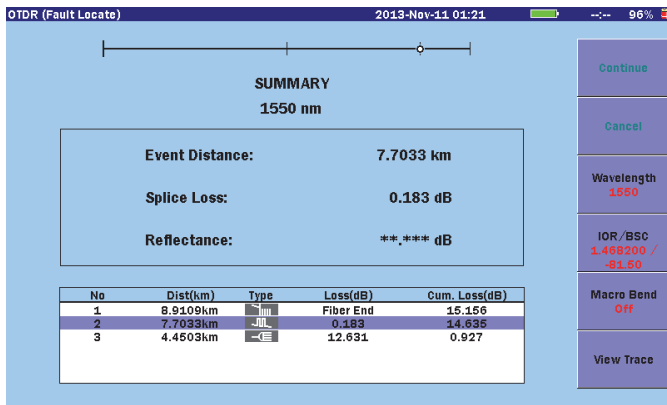 OTDR (Fault Locate) 2013-Nov-11 01:21 --:-- 96%
SUMMARY
1550 nm
Event Distance: 7.7033 km
Splice Loss: 0.183 dB
Reflectance: **.*** dB
No Dist(km) Type Loss(dB) Cum. Loss(dB)
1 8.9109km Fiber End 15.156
2 7.7033km 0.183 14.635
3 4.4503km 12.631 0.927
Continue
Cancel
Wavelength
1550
IOR/BSC
1.468200 /
-81.50
Macro Bend
Off
View Trace